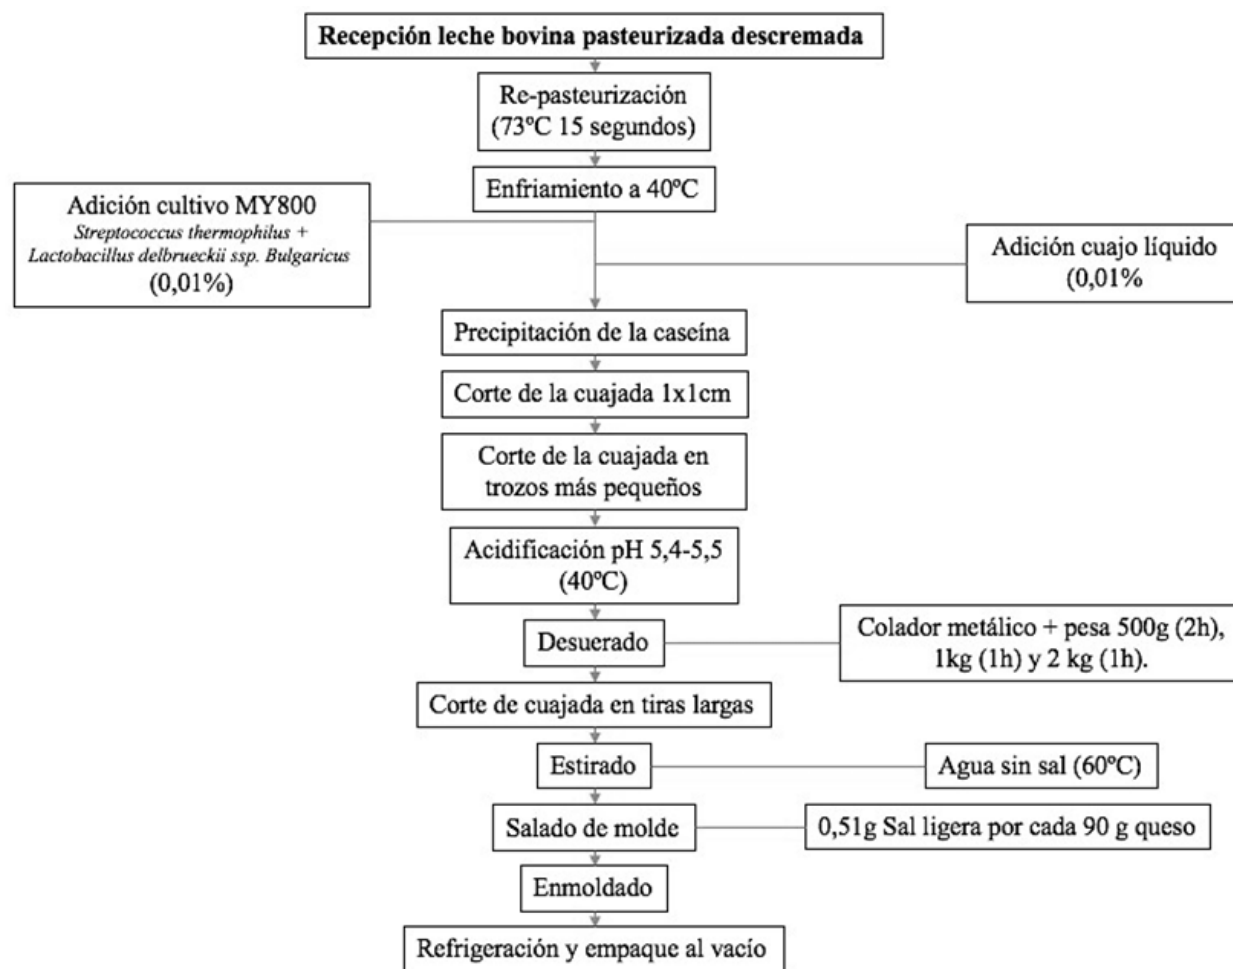 Recepción leche bovina pasteurizada descremada
Re-pasteurización
(73ºC 15 segundos)
Enfriamiento a 40ºC
Adición cultivo MY800
Streptococcus thermophilus +
Lactobacillus delbrueckii ssp. Bulgaricus
(0,01%)
Adición cuajo líquido
(0,01%
Precipitación de la caseína
Corte de la cuajada 1x1cm
Corte de la cuajada en
trozos más pequeños
Acidificación pH 5,4-5,5
(40ºC)
Desuerado
Colador metálico + pesa 500g (2h),
1kg (1h) y 2 kg (1h).
Corte de cuajada en tiras largas
Estirado
Agua sin sal (60ºC)
Salado de molde
0,51g Sal ligera por cada 90 g queso
Enmoldado
Refrigeración y empaque al vacío